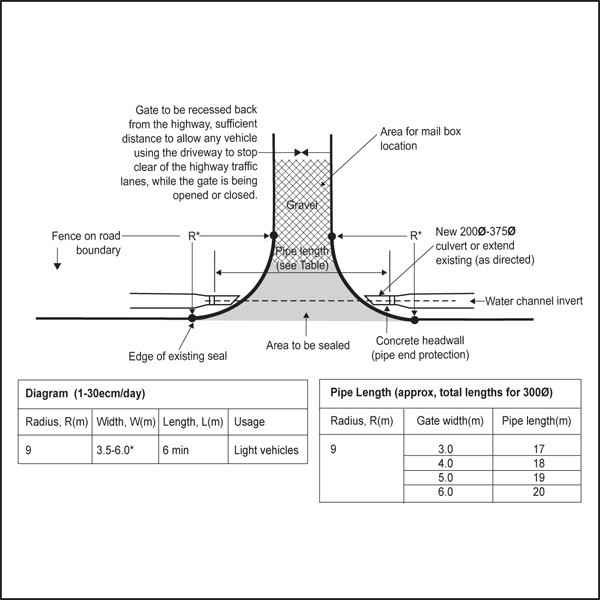 Gate to be recessed back
from the highway, sufficient
distance to allow any vehicle
using the driveway to stop
clear of the highway traffic
lanes, while the gate is being
opened or closed.
Area for mail box
location
Gravel
Fence on road
boundary
R*
R*
New 200Ø-375Ø
culvert or extend
existing (as directed)
Pipe length
(see Table)
Water channel invert
Edge of existing seal
Area to be sealed
Concrete headwall
(pipe end protection)
Diagram (1-30ecm/day)
Radius, R(m) Width, W(m) Length, L(m) Usage
9 3.5-6.0* 6 min Light vehicles
Pipe Length (approx, total lengths for 300Ø)
Radius, R(m) Gate width(m) Pipe length(m)
9 3.0 17
4.0 18
5.0 19
6.0 20